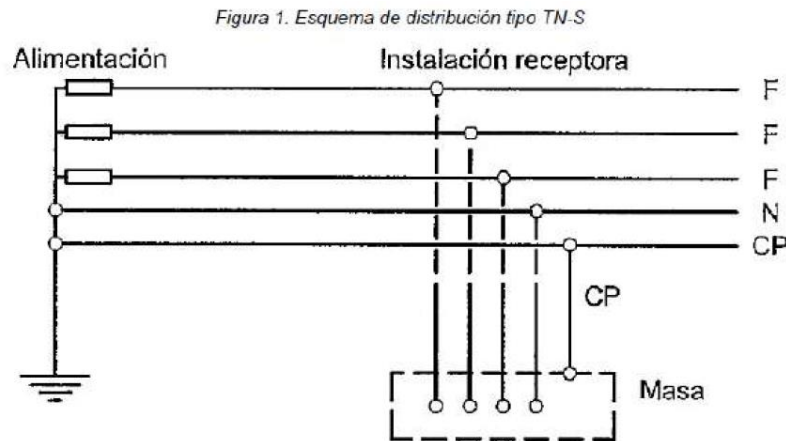 Figura 1. Esquema de distribución tipo TN-S
Alimentación Instalación receptora
F
F
F
N
CP
CP
Masa